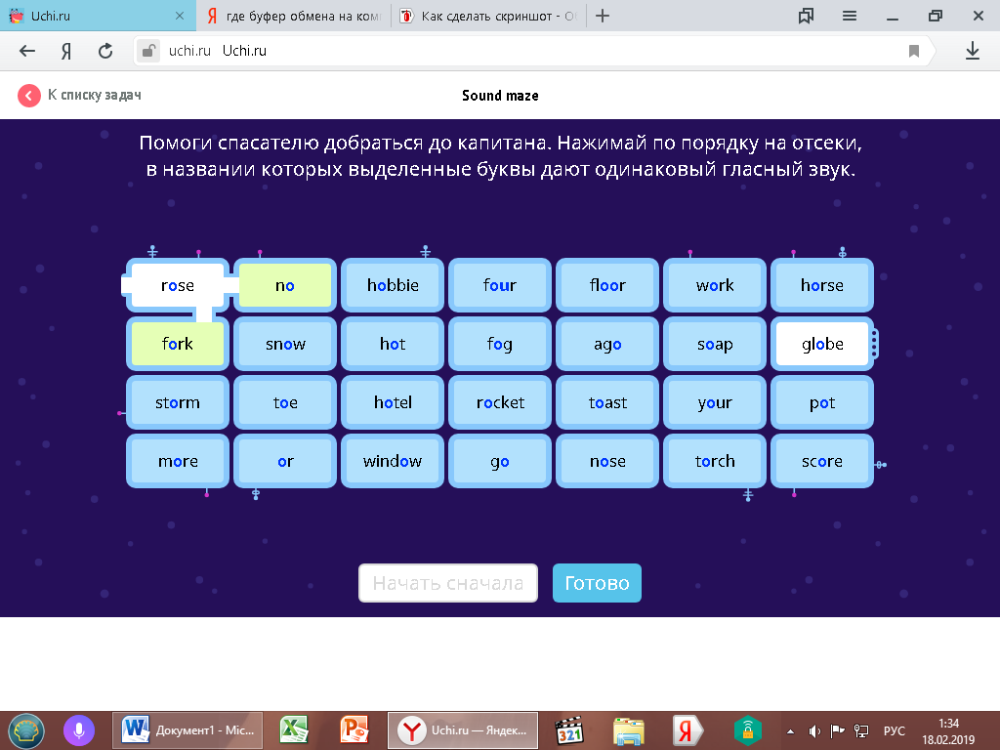 Uchi.ru
где буфер обмена на ком
Как сделать скриншот - О
uchi.ru Uchi.ru
К списку задач
Sound maze
Помоги спасателю добраться до капитана. Нажимай по порядку на отсеки,
в названии которых выделенные буквы дают одинаковый гласный звук.
rose no hobbie four floor work horse
fork snow hot fog ago soap globe
storm toe hotel rocket toast your pot
more or window go nose torch score
Начать сначала Готово
Документ1 - Mic...
Uchi.ru — Яндек...
321
РУС
1:34
18.02.2019